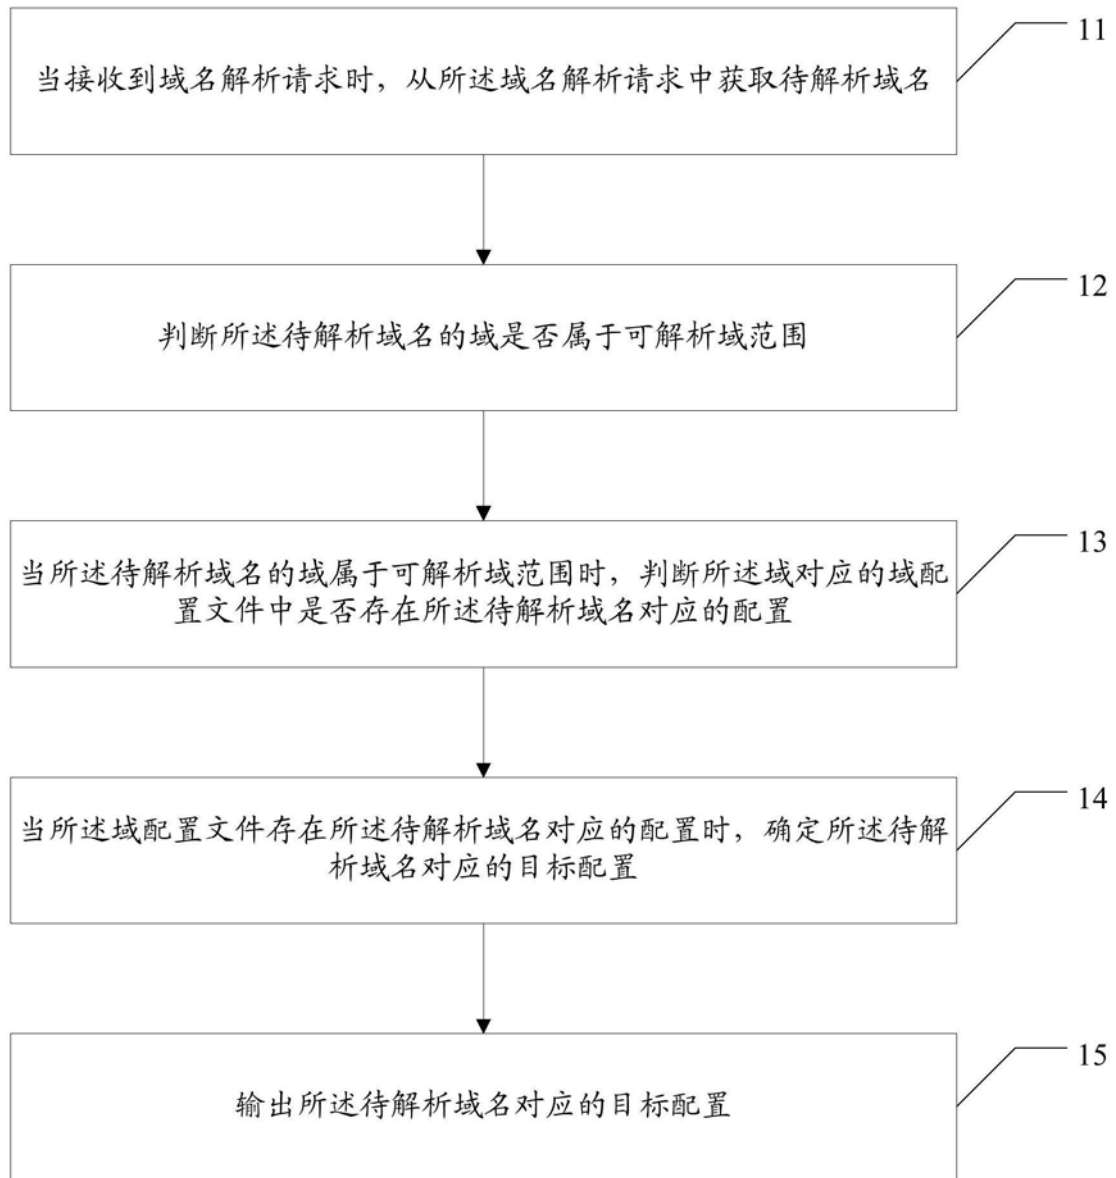 当接收到域名解析请求时，从所述域名解析请求中获取待解析域名
11
判断所述待解析域名的域是否属于可解析域范围
12
当所述待解析域名的域属于可解析域范围时，判断所述域对应的域配
置文件中是否存在所述待解析域名对应的配置
13
当所述域配置文件存在所述待解析域名对应的配置时，确定所述待解
析域名对应的目标配置
14
输出所述待解析域名对应的目标配置
15